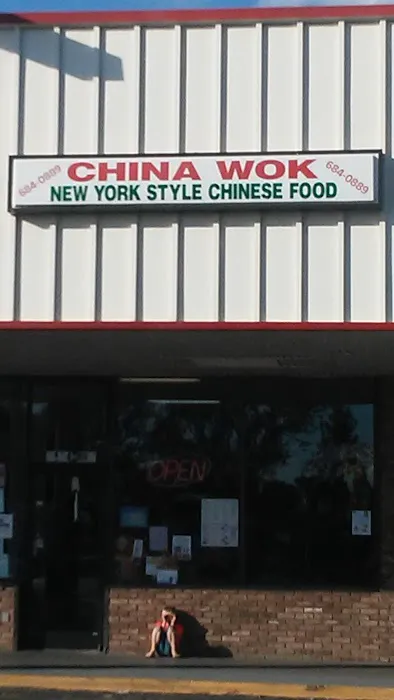 CHINA WOK
684-0889
684-0889
NEW YORK STYLE CHINESE FOOD
OPEN